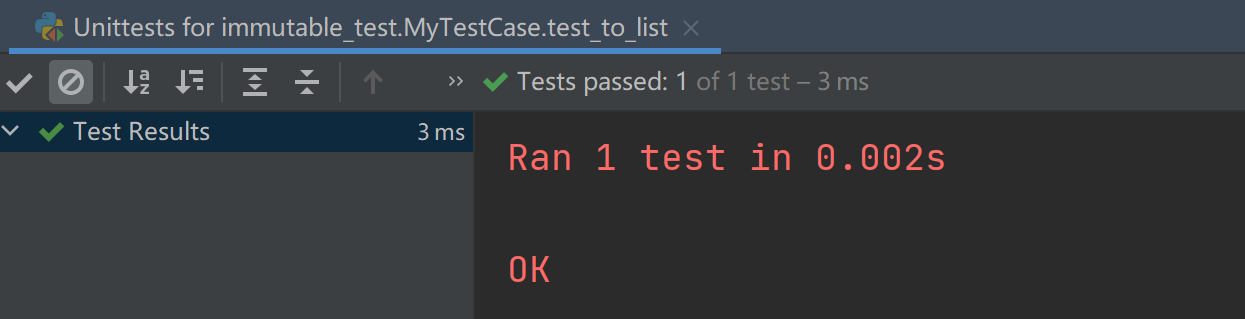 Unittests for immutable_test.MyTestCase.test_to_list
» Tests passed: 1 of 1 test – 3 ms
Test Results 3 ms
Ran 1 test in 0.002s
OK